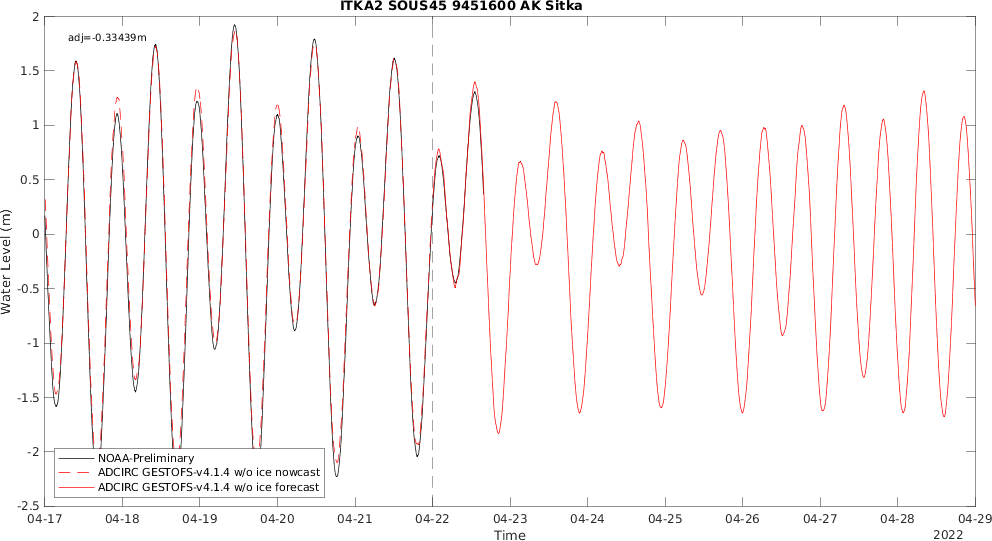 ITKA2 SOUS45 9451600 AK Sitka
adj=-0.33439m
2
1.5
1
0.5
0
-0.5
-1
-1.5
-2
-2.5
Water Level (m)
NOAA-Preliminary
ADCIRC GESTOFS-v4.1.4 w/o ice nowcast
ADCIRC GESTOFS-v4.1.4 w/o ice forecast
04-17 04-18 04-19 04-20 04-21 04-22 04-23 04-24 04-25 04-26 04-27 04-28 04-29
Time
2022